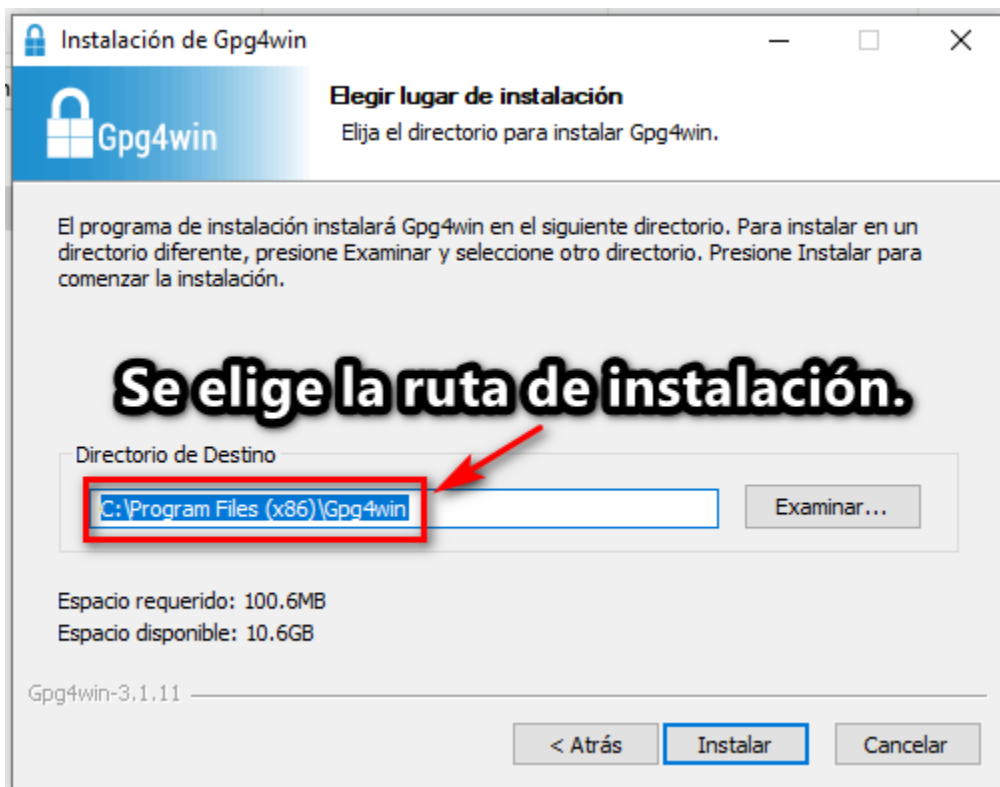 Instalación de Gpg4win
Gpg4win
Elegir lugar de instalación
Elija el directorio para instalar Gpg4win.
El programa de instalación instalará Gpg4win en el siguiente directorio. Para instalar en un
directorio diferente, presione Examinar y seleccione otro directorio. Presione Instalar para
comenzar la instalación.
Se elige la ruta de instalación.
Directorio de Destino
C:\Program Files (x86)\Gpg4win
Examinar...
Espacio requerido: 100.6MB
Espacio disponible: 10.6GB
Gpg4win-3.1.11
< Atrás
Instalar
Cancelar